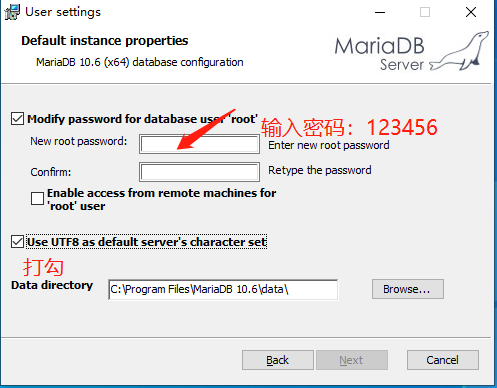 User settings
Default instance properties
MariaDB 10.6 (x64) database configuration
MariaDB
Server
Modify password for database user 'root'
输入密码：123456
New root password:
Enter new root password
Confirm:
Retype the password
Enable access from remote machines for
'root' user
Use UTF8 as default server's character set
打勾
Data directory
C:\Program Files\MariaDB 10.6\data\
Browse...
Back
Next
Cancel